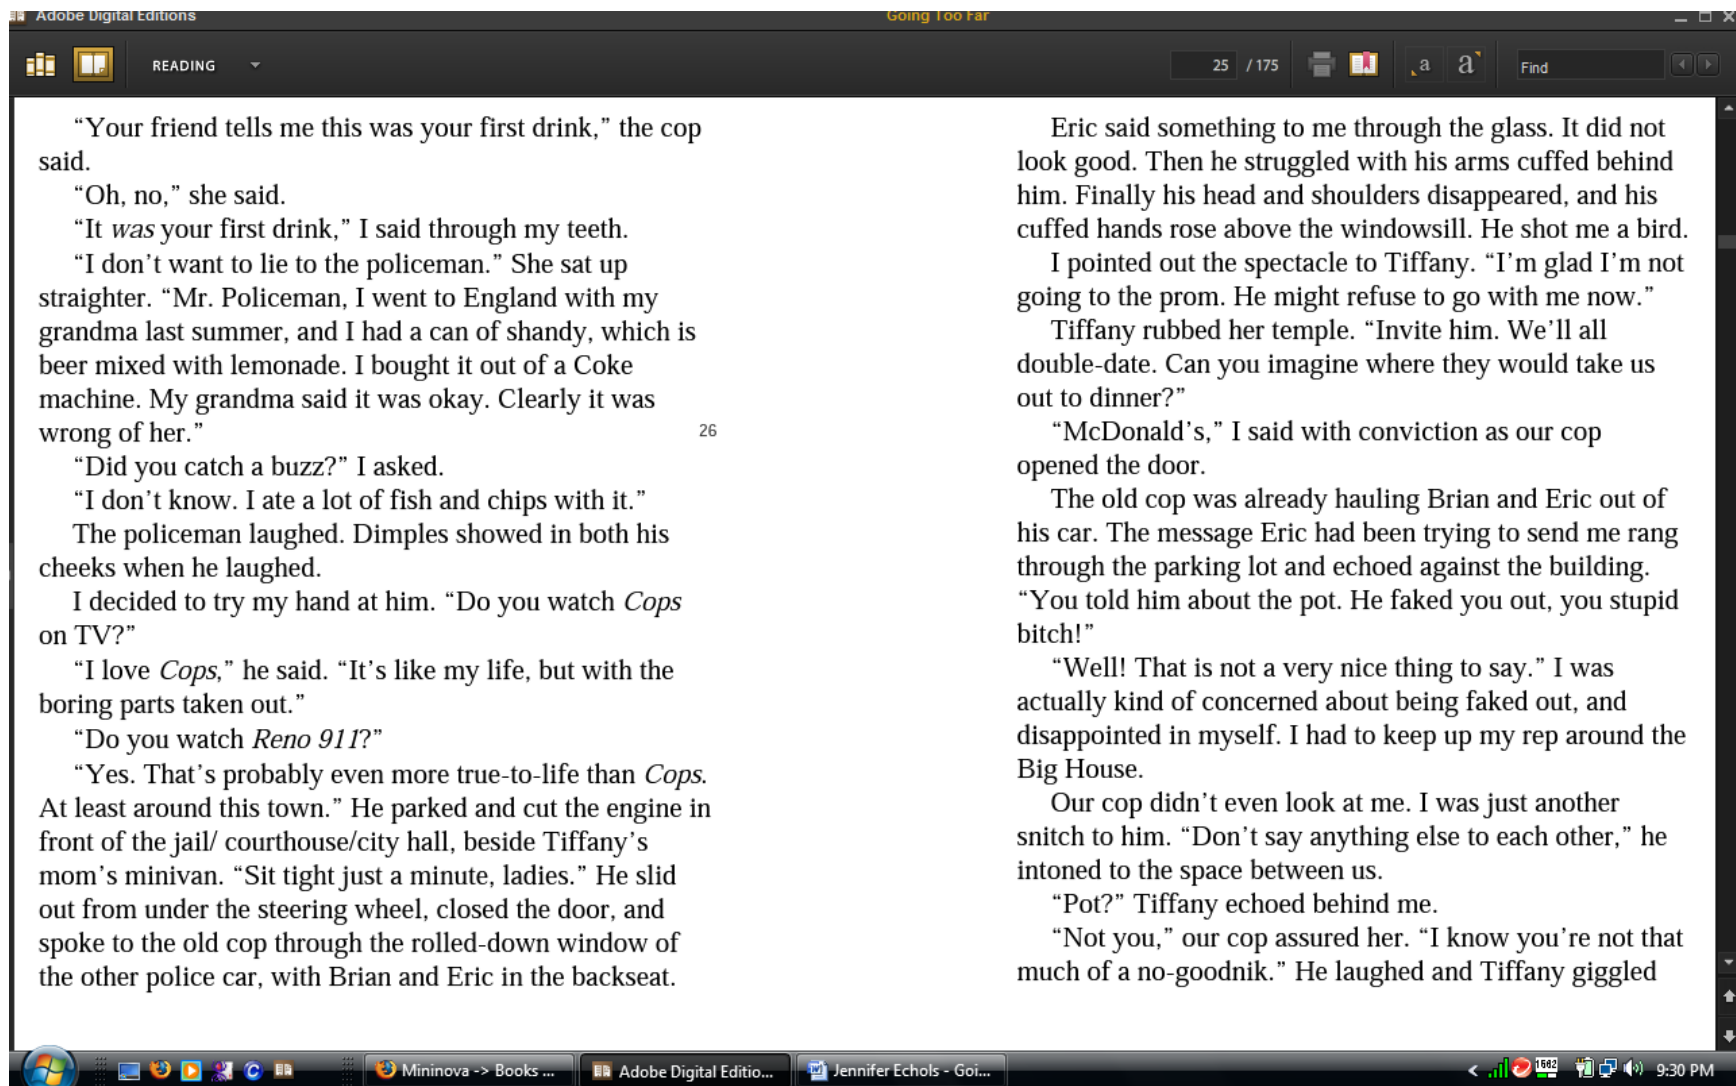 Adobe Digital Editions
Going Too Far
READING
25 / 175
a
a
Find
“Your friend tells me this was your first drink,” the cop
said.
“Oh, no,” she said.
“It was your first drink,” I said through my teeth.
“I don’t want to lie to the policeman.” She sat up
straighter. “Mr. Policeman, I went to England with my
grandma last summer, and I had a can of shandy, which is
beer mixed with lemonade. I bought it out of a Coke
machine. My grandma said it was okay. Clearly it was
wrong of her.”
26
“Did you catch a buzz?” I asked.
“I don’t know. I ate a lot of fish and chips with it.”
The policeman laughed. Dimples showed in both his
cheeks when he laughed.
I decided to try my hand at him. “Do you watch Cops
on TV?”
“I love Cops,” he said. “It’s like my life, but with the
boring parts taken out.”
“Do you watch Reno 911?”
“Yes. That’s probably even more true-to-life than Cops.
At least around this town.” He parked and cut the engine in
front of the jail/ courthouse/city hall, beside Tiffany’s
mom’s minivan. “Sit tight just a minute, ladies.” He slid
out from under the steering wheel, closed the door, and
spoke to the old cop through the rolled-down window of
the other police car, with Brian and Eric in the backseat.
Eric said something to me through the glass. It did not
look good. Then he struggled with his arms cuffed behind
him. Finally his head and shoulders disappeared, and his
cuffed hands rose above the windowsill. He shot me a bird.
I pointed out the spectacle to Tiffany. “I’m glad I’m not
going to the prom. He might refuse to go with me now.”
Tiffany rubbed her temple. “Invite him. We’ll all
double-date. Can you imagine where they would take us
out to dinner?”
“McDonald’s,” I said with conviction as our cop
opened the door.
The old cop was already hauling Brian and Eric out of
his car. The message Eric had been trying to send me rang
through the parking lot and echoed against the building.
“You told him about the pot. He faked you out, you stupid
bitch!”
“Well! That is not a very nice thing to say.” I was
actually kind of concerned about being faked out, and
disappointed in myself. I had to keep up my rep around the
Big House.
Our cop didn’t even look at me. I was just another
snitch to him. “Don’t say anything else to each other,” he
intoned to the space between us.
“Pot?” Tiffany echoed behind me.
“Not you,” our cop assured her. “I know you’re not that
much of a no-goodnik.” He laughed and Tiffany giggled
Mininova -> Books ...
Adobe Digital Editio...
Jennifer Echols - Goi...
9:30 PM